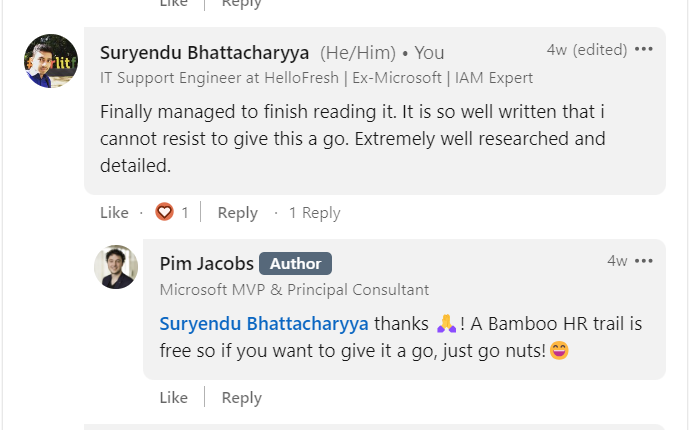 Like Reply
Suryendu Bhattacharyya (He/Him) • You 4w (edited) •••
IT Support Engineer at HelloFresh | Ex-Microsoft | IAM Expert
Finally managed to finish reading it. It is so well written that i
cannot resist to give this a go. Extremely well researched and
detailed.
Like · 1 | Reply · 1 Reply
Pim Jacobs Author 4w •••
Microsoft MVP & Principal Consultant
Suryendu Bhattacharyya thanks 🙏! A Bamboo HR trail is
free so if you want to give it a go, just go nuts!😄
Like | Reply